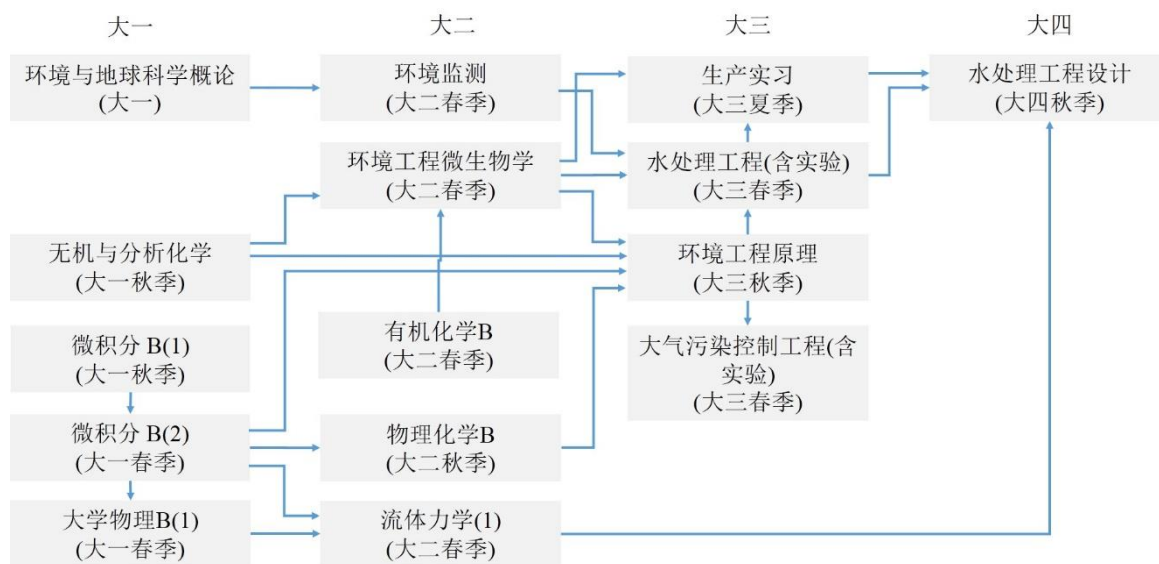 大一
大二
大三
大四
环境与地球科学概论
(大一)
环境监测
(大二春季)
生产实习
(大三夏季)
水处理工程设计
(大四秋季)
环境工程微生物学
(大二春季)
水处理工程(含实验)
(大三春季)
无机与分析化学
(大一秋季)
环境工程原理
(大三秋季)
微积分 B(1)
(大一秋季)
有机化学B
(大二春季)
大气污染控制工程(含
实验)
(大三春季)
微积分 B(2)
(大一春季)
物理化学B
(大二秋季)
大学物理B(1)
(大一春季)
流体力学(1)
(大二春季)